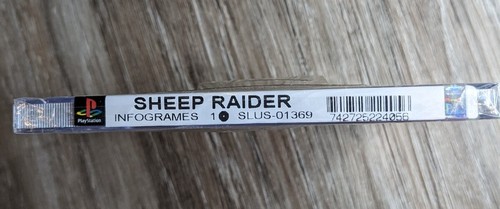 PlayStation
SHEEP RAIDER
INFOGRAMES 1 SLUS-01369
742725224056